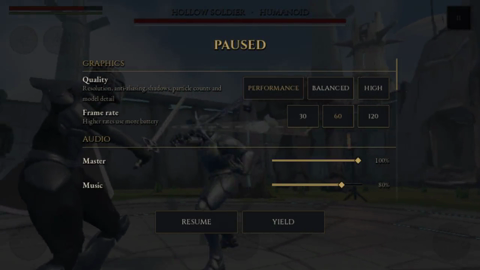 HOLLOW SOLDIER - HUMANOID
PAUSED
GRAPHICS
Quality
Resolution, anti-aliasing, shadows, particle counts and
model detail
PERFORMANCE
BALANCED
HIGH
Frame rate
Higher rates use more battery
30
60
120
AUDIO
Master
100%
Music
80%
RESUME
YIELD